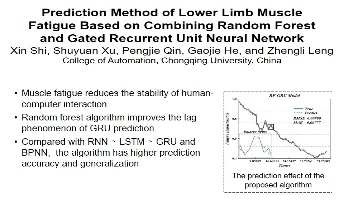 Prediction Method of Lower Limb Muscle
Fatigue Based on Combining Random Forest
and Gated Recurrent Unit Neural Network
Xin Shi, Shuyuan Xu, Pengjie Qin, Gaojie He, and Zhengli Leng
College of Automation, Chongqing University, China
• Muscle fatigue reduces the stability of human-
computer interaction
• Random forest algorithm improves the lag
phenomenon of GRU prediction
• Compared with RNN、LSTM、GRU and
BPNN, the algorithm has higher prediction
accuracy and generalization
RF-GRU Model
The prediction effect of the
proposed algorithm